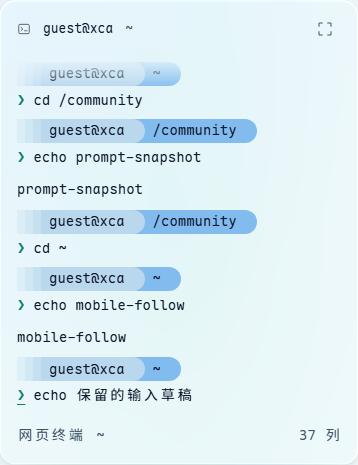 guest@xca ~
guest@xca ~
❯ cd /community
guest@xca /community
❯ echo prompt-snapshot
prompt-snapshot
guest@xca /community
❯ cd ~
guest@xca ~
❯ echo mobile-follow
mobile-follow
guest@xca ~
❯ echo 保留的输入草稿
网页终端 ~ 37 列